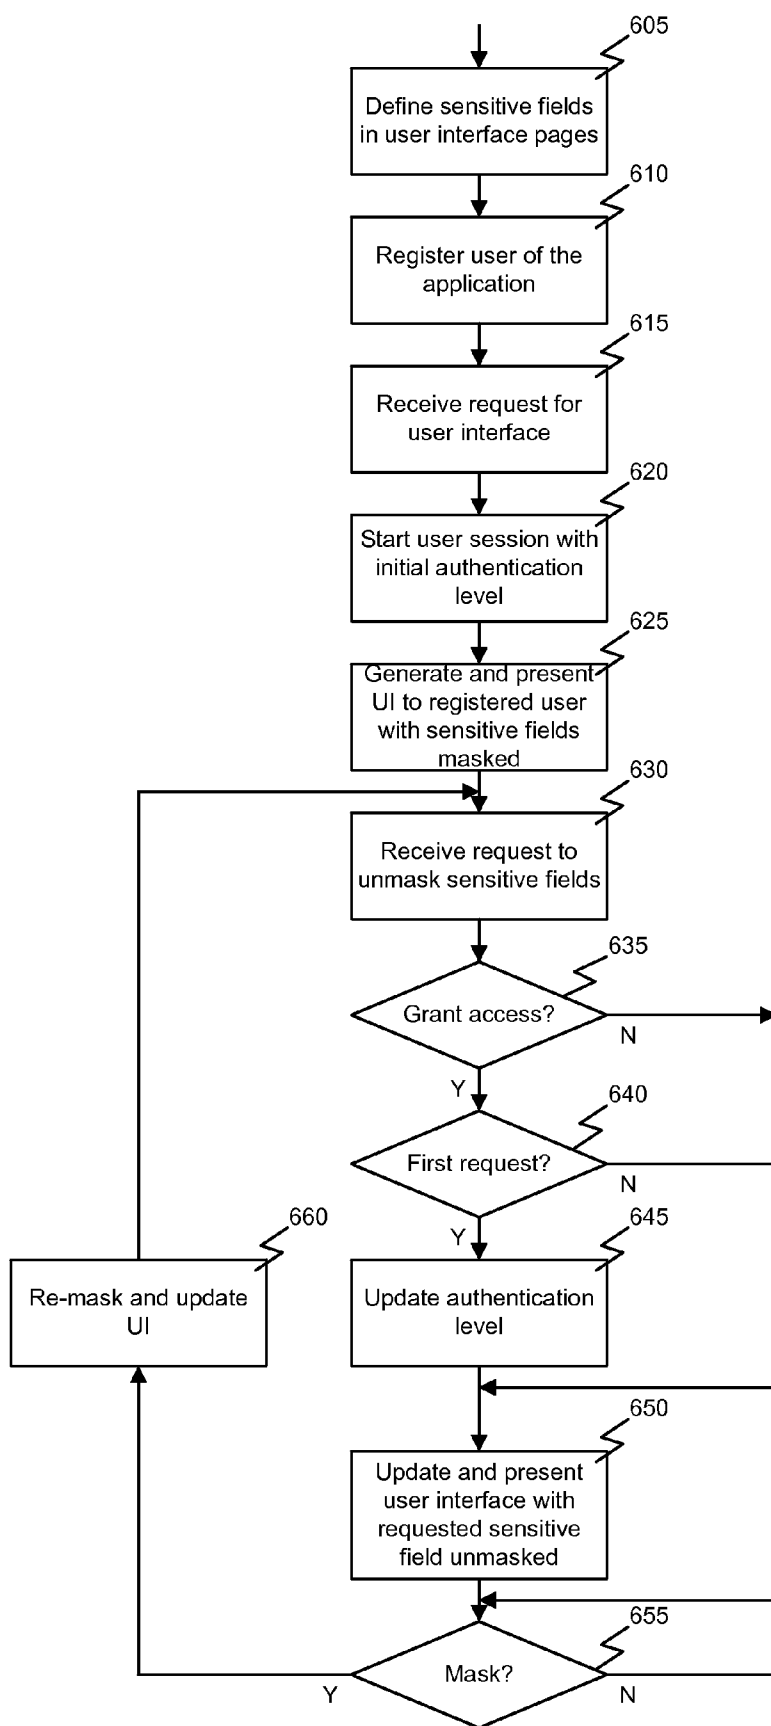 605
Define sensitive fields
in user interface pages
610
Register user of the
application
615
Receive request for
user interface
620
Start user session with
initial authentication
level
625
Generate and present
UI to registered user
with sensitive fields
masked
630
Receive request to
unmask sensitive fields
635
Grant access?
N
Y
640
First request?
N
Y
660
Re-mask and update
UI
645
Update authentication
level
650
Update and present
user interface with
requested sensitive
field unmasked
655
Mask?
Y
N